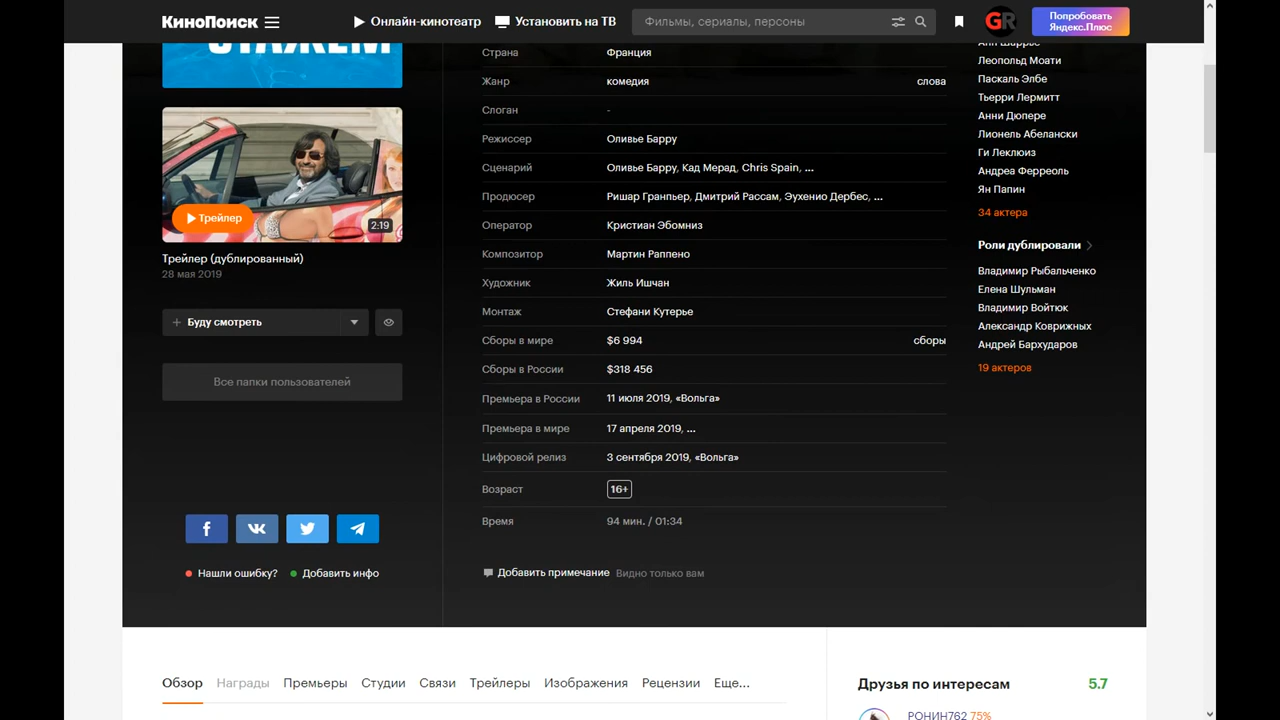 КиноПоиск
Онлайн-кинотеатр
Установить на ТВ
Фильмы, сериалы, персоны
GR
Попробовать
Яндекс.Плюс
СТАЖЕМ
Трейлер
2:19
Трейлер (дублированный)
28 мая 2019
+ Буду смотреть
Все папки пользователей
f
Нашли ошибку?
Добавить инфо
Страна Франция
Жанр комедия слова
Слоган -
Режиссер Оливье Барру
Сценарий Оливье Барру, Кад Мерад, Chris Spain, ...
Продюсер Ришар Гранпьер, Дмитрий Рассам, Эухенио Дербес, ...
Оператор Кристиан Эбомниз
Композитор Мартин Раппено
Художник Жиль Ишчан
Монтаж Стефани Кутерье
Сборы в мире $6 994 сборы
Сборы в России $318 456
Премьера в России 11 июля 2019, «Вольга»
Премьера в мире 17 апреля 2019, ...
Цифровой релиз 3 сентября 2019, «Вольга»
Возраст 16+
Время 94 мин. / 01:34
Добавить примечание Видно только вам
Леопольд Моати
Паскаль Элбе
Тьерри Лермитт
Анни Дюпере
Лионель Абелански
Ги Леклюиз
Андреа Ферреоль
Ян Папин
34 актера
Роли дублировали
Владимир Рыбальченко
Елена Шульман
Владимир Войтюк
Александр Коврижных
Андрей Бархударов
19 актеров
Обзор Награды Премьеры Студии Связи Трейлеры Изображения Рецензии Еще...
Друзья по интересам 5.7
РОНИН762 75%